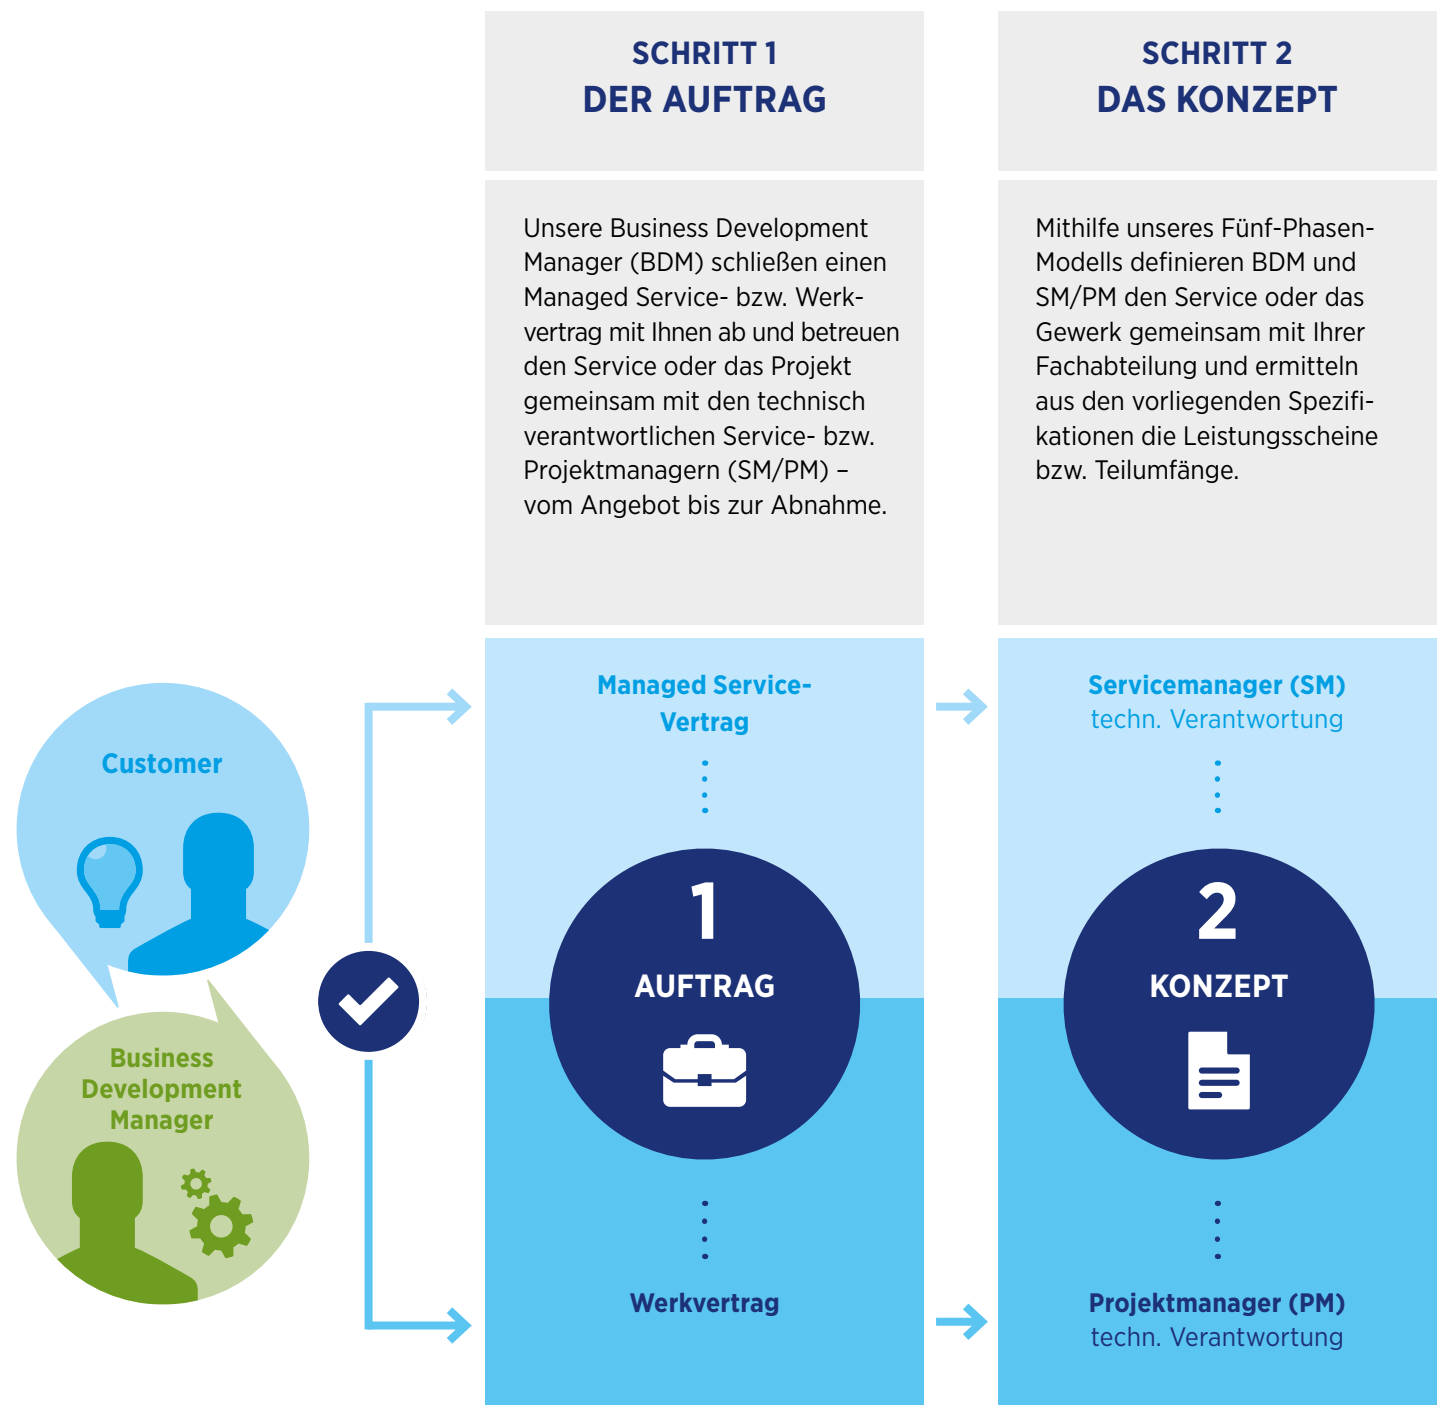 SCHRITT 1
DER AUFTRAG
Unsere Business Development
Manager (BDM) schließen einen
Managed Service- bzw. Werk-
vertrag mit Ihnen ab und betreuen
den Service oder das Projekt
gemeinsam mit den technisch
verantwortlichen Service- bzw.
Projektmanagern (SM/PM) –
vom Angebot bis zur Abnahme.
SCHRITT 2
DAS KONZEPT
Mithilfe unseres Fünf-Phasen-
Modells definieren BDM und
SM/PM den Service oder das
Gewerk gemeinsam mit Ihrer
Fachabteilung und ermitteln
aus den vorliegenden Spezifi-
kationen die Leistungsscheine
bzw. Teilumfänge.
Customer
Business
Development
Manager
Managed Service-
Vertrag
1
AUFTRAG
Werkvertrag
Servicemanager (SM)
techn. Verantwortung
2
KONZEPT
Projektmanager (PM)
techn. Verantwortung